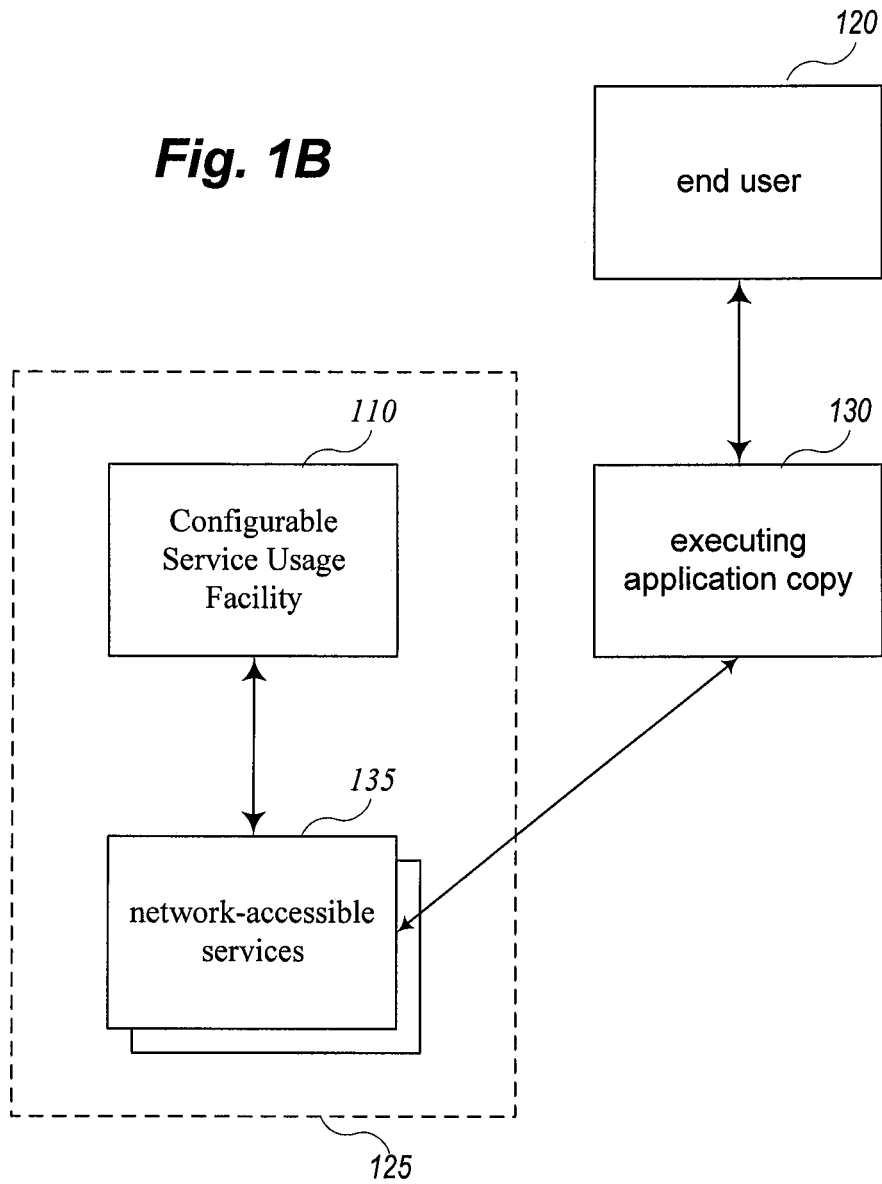 120
Fig. 1B
end user
110
130
Configurable
Service Usage
Facility
executing
application copy
135
network-accessible
services
125